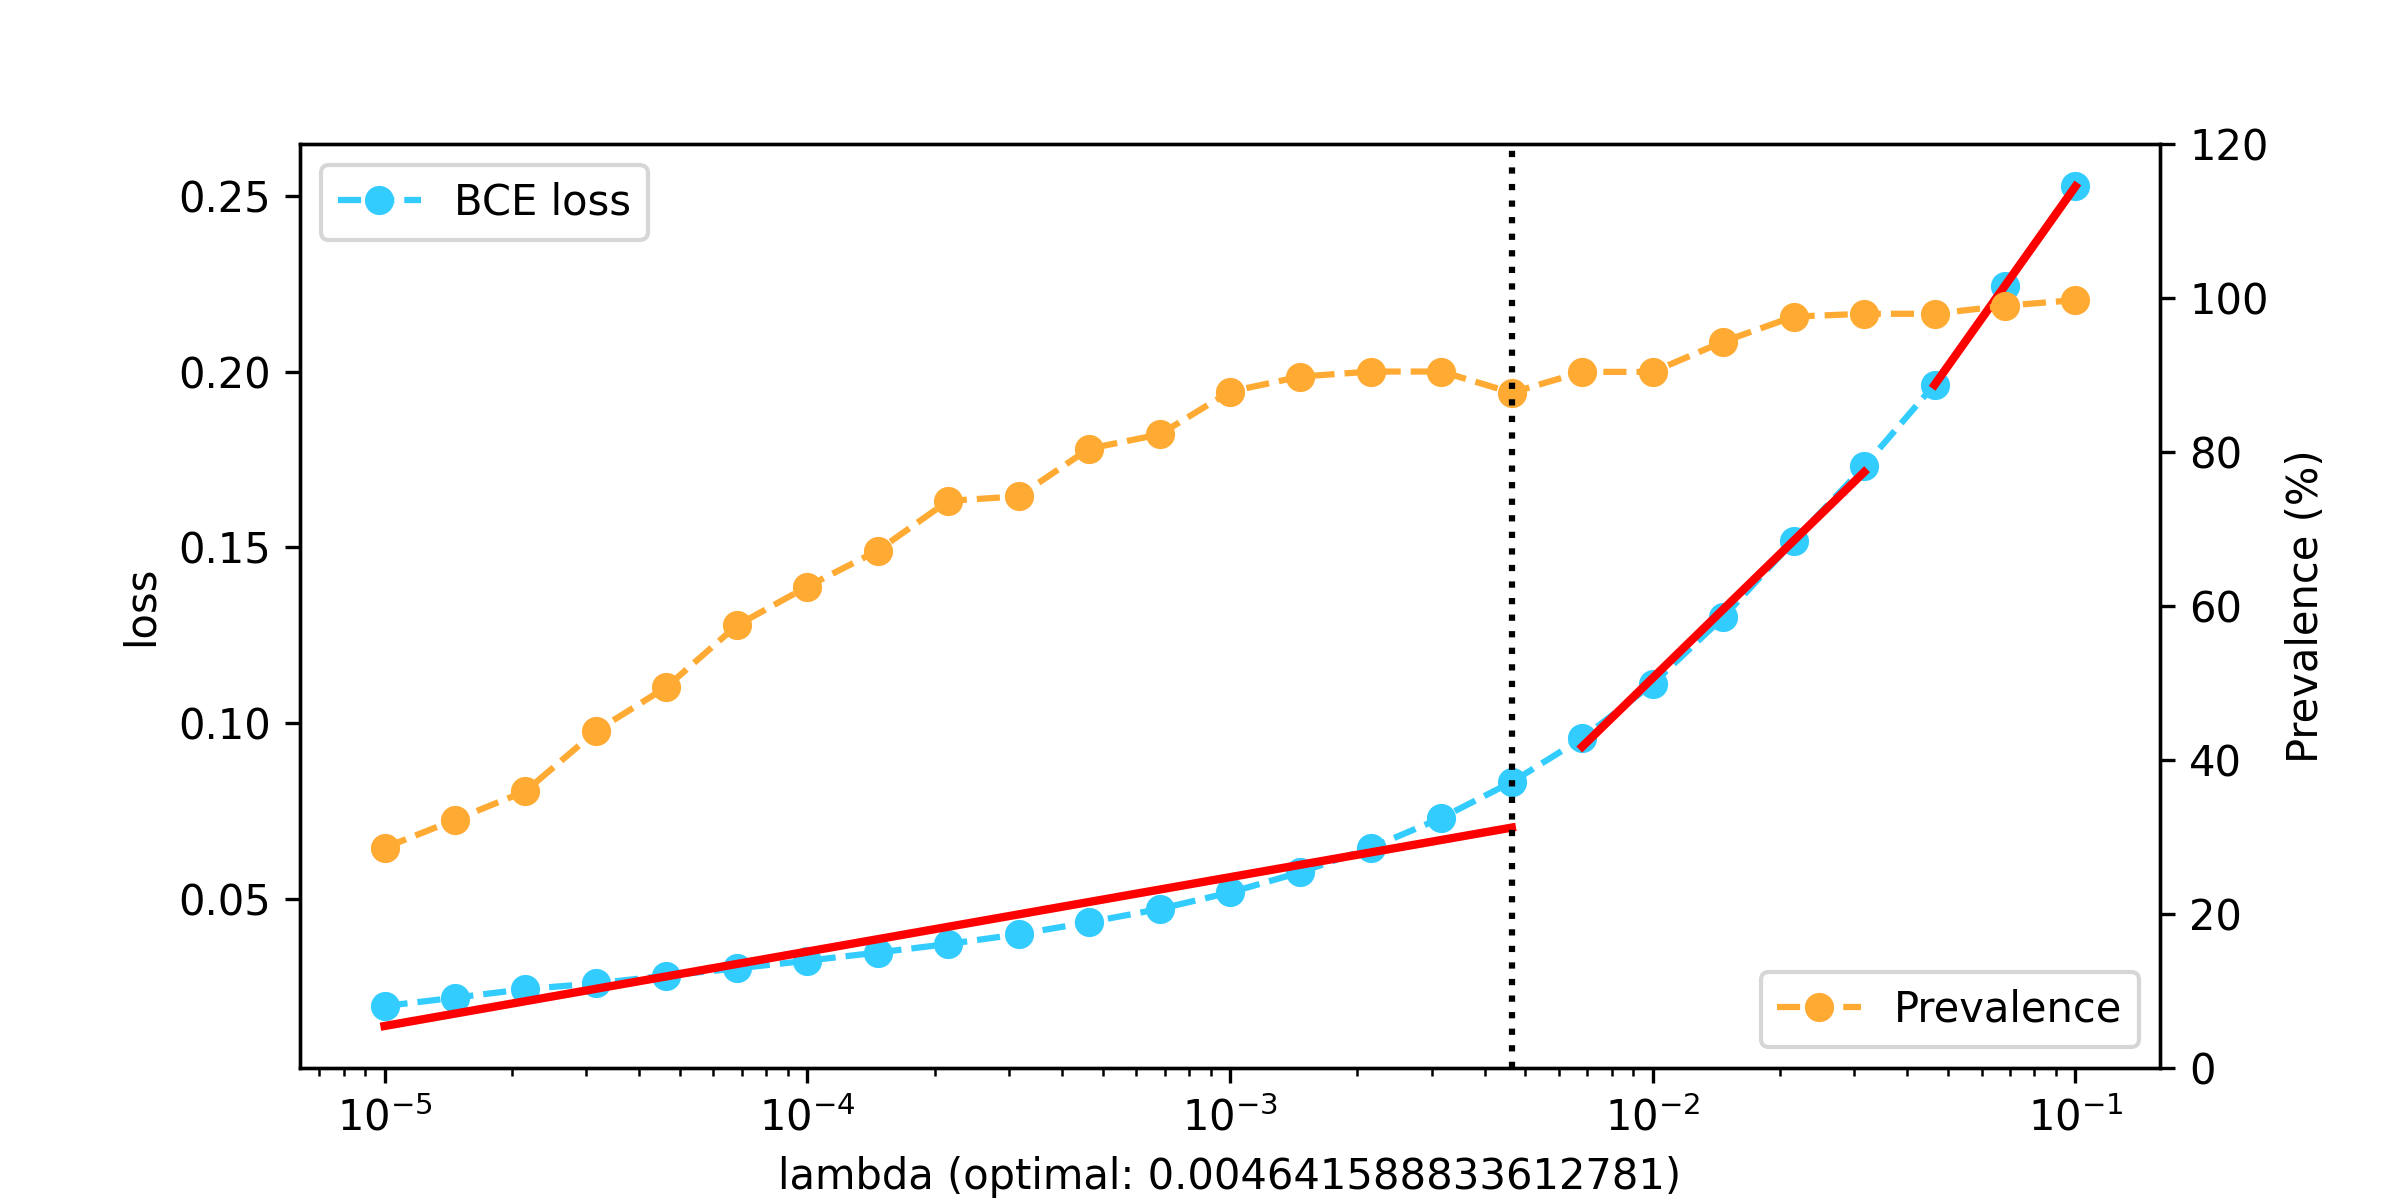 BCE loss
Prevalence
0.25
0.20
0.15
0.10
0.05
loss
120
100
80
60
40
20
0
Prevalence (%)
10⁻⁵ 10⁻⁴ 10⁻³ 10⁻² 10⁻¹
lambda (optimal: 0.004641588833612781)